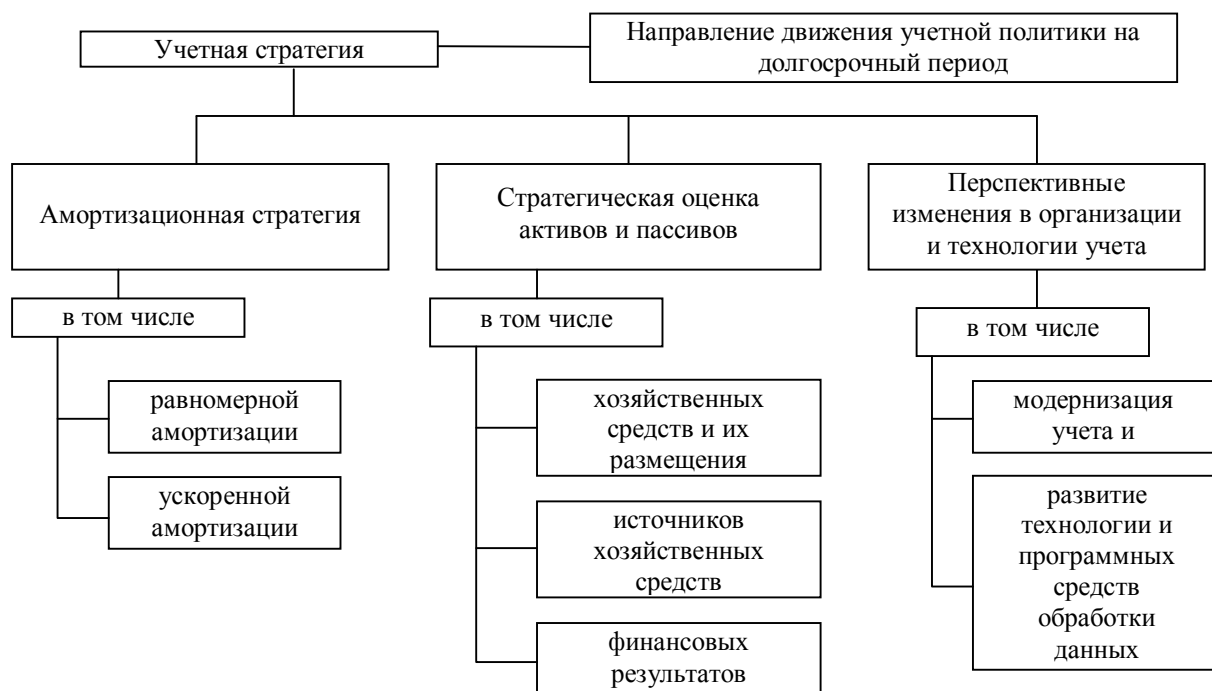 Учетная стратегия
Направление движения учетной политики на
долгосрочный период
Амортизационная стратегия
Стратегическая оценка
активов и пассивов
Перспективные
изменения в организации
и технологии учета
в том числе
в том числе
в том числе
равномерной
амортизации
ускоренной
амортизации
хозяйственных
средств и их
размещения
источников
хозяйственных
средств
финансовых
результатов
модернизация
учета и
развитие
технологии и
программных
средств
обработки
данных